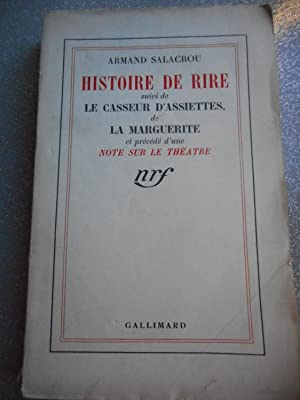 ARMAND SALACROU
HISTOIRE DE RIRE
suivi de
LE CASSEUR D'ASSIETTES,
de
LA MARGUERITE
et précédé d'une
NOTE SUR LE THÉATRE
nrf
GALLIMARD